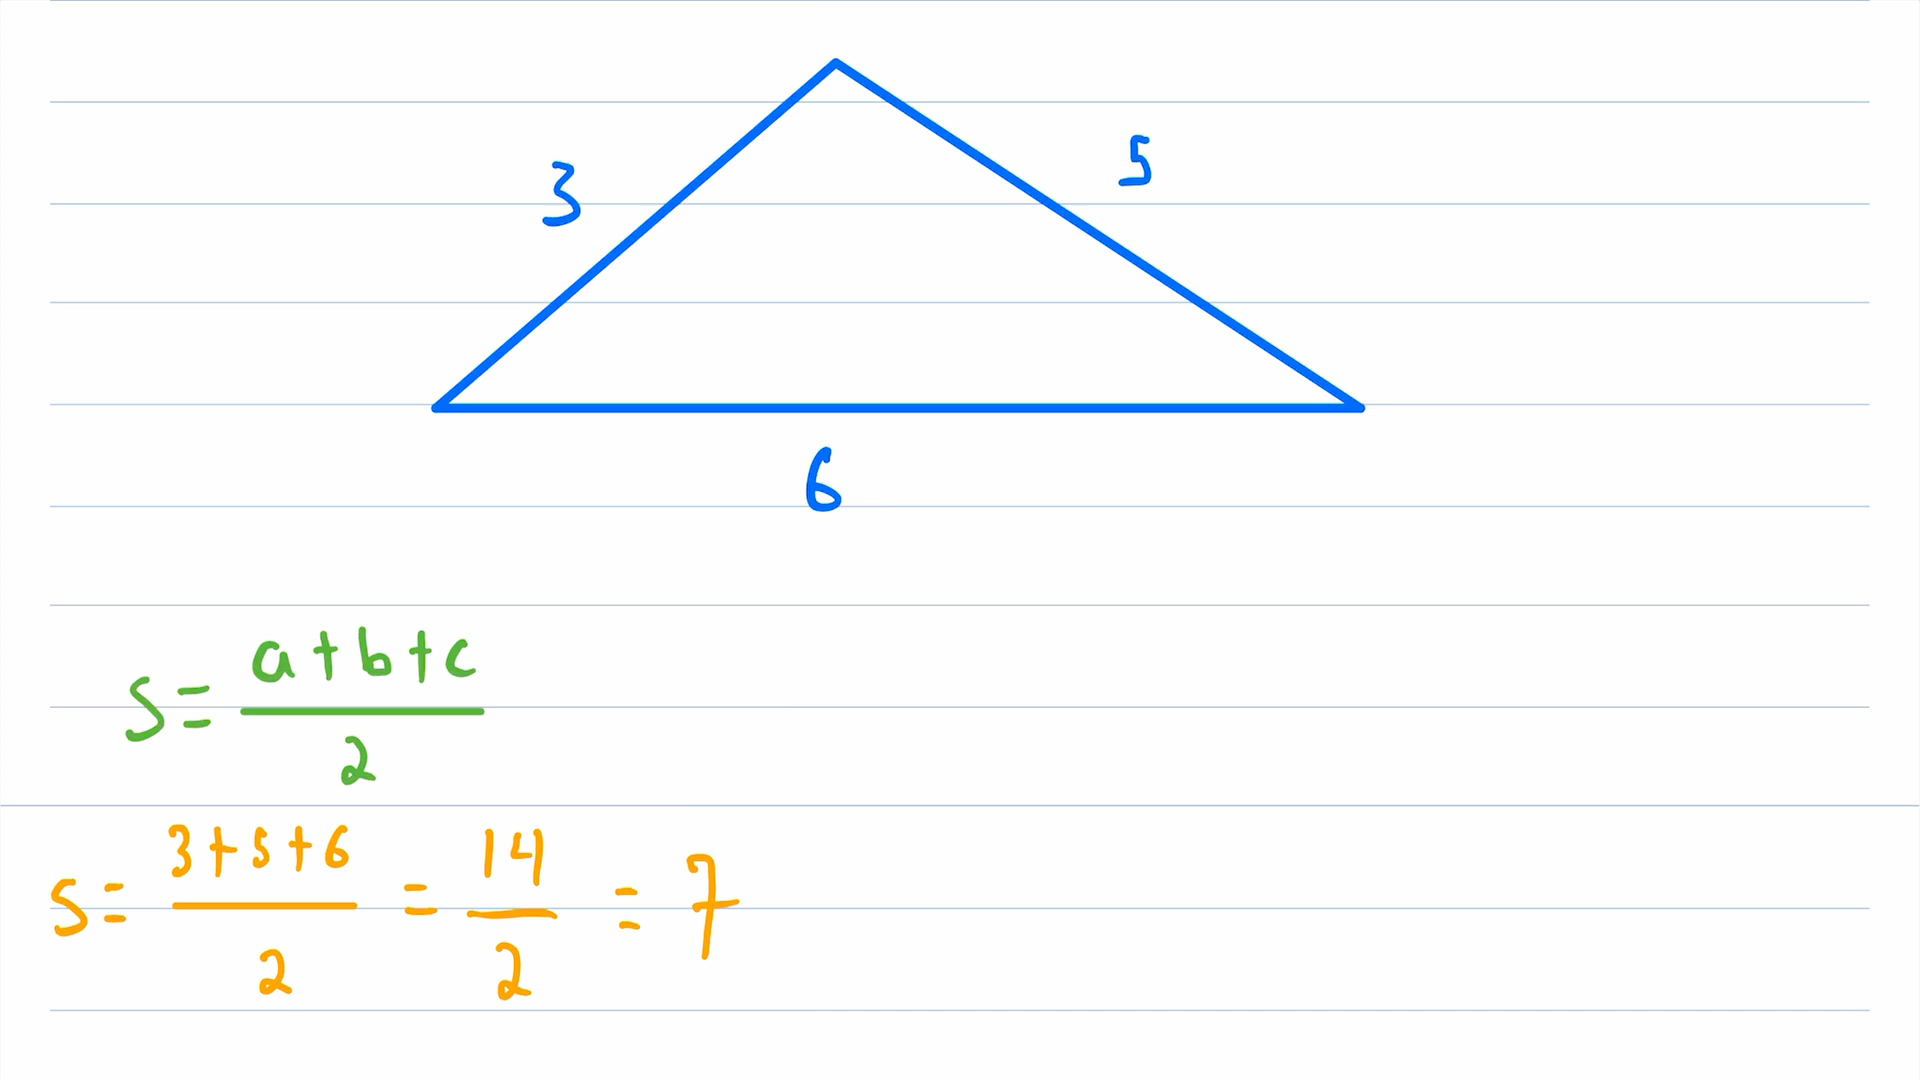 3
5
6
S = (a+b+c)/2
S = (3+5+6)/2 = 14/2 = 7